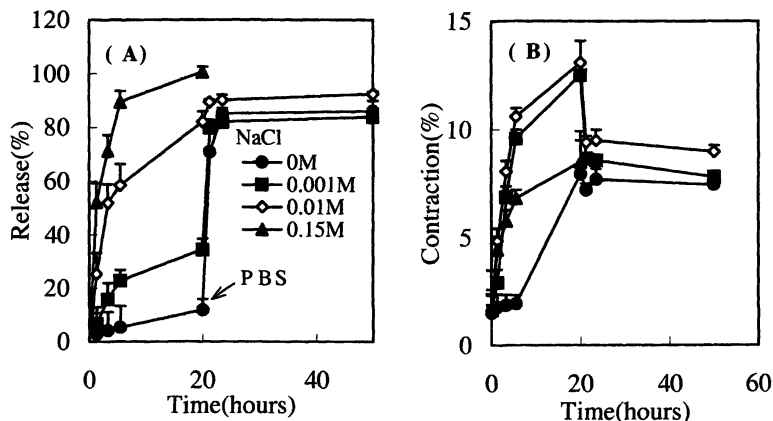 ( A )
120
100
80
60
40
20
0
Release(%)
NaCl
0M
0.001M
0.01M
0.15M
PBS
0 20 40
Time(hours)
( B )
15
10
5
0
Contraction(%)
0 20 40 60
Time(hours)